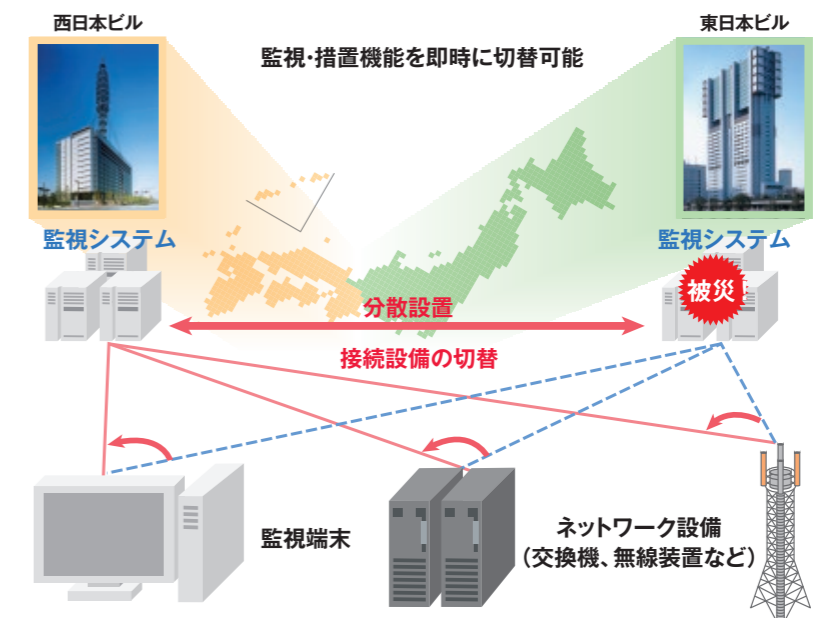 西日本ビル
東日本ビル
監視・措置機能を即時に切替可能
監視システム
監視システム
被災
分散設置
接続設備の切替
監視端末
ネットワーク設備
（交換機、無線装置など）